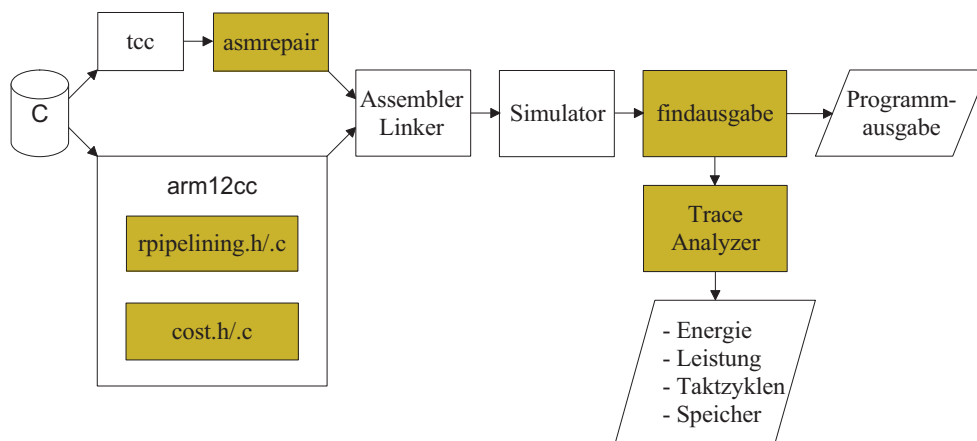 tcc
asmrepair
C
Assembler
Linker
Simulator
findausgabe
Programm-
ausgabe
arm12cc
rpipelining.h/.c
cost.h/.c
Trace
Analyzer
- Energie
- Leistung
- Taktzyklen
- Speicher